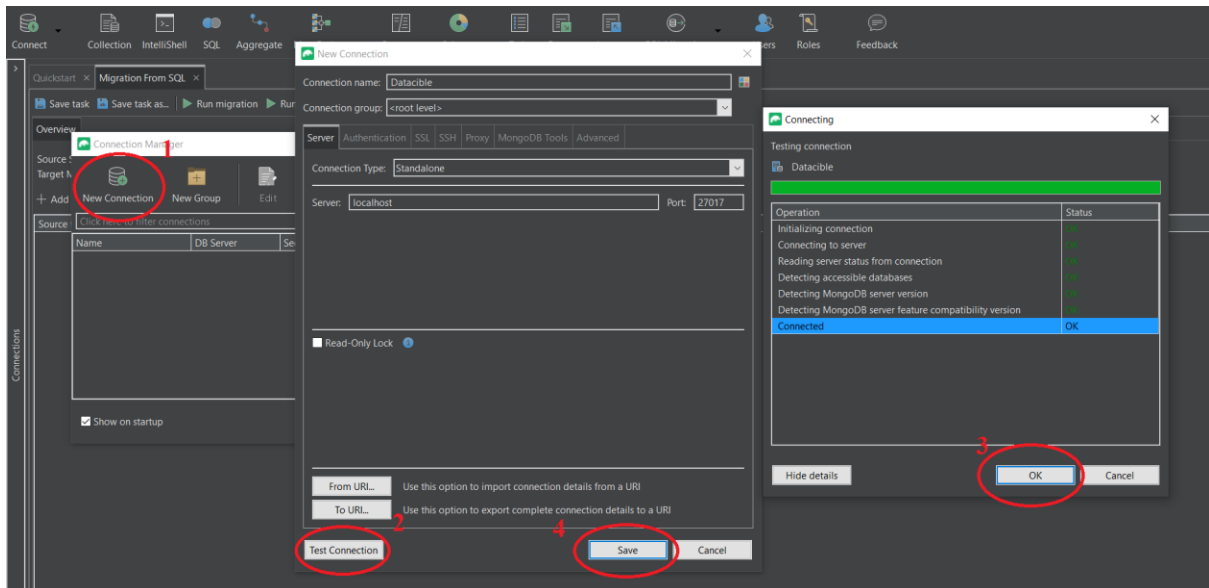 Connect
Collection
IntelliShell
SQL
Aggregate
Roles
Feedback
Quickstart
Migration From SQL
Save task
Save task as...
Run migration
Run
Overview
Target M
Add
Source
Connections
Connection Manager
1
New Connection
New Group
Edit
Click here to filter connections
Name
DB Server
Se
Show on startup
New Connection
Connection name: Datacible
Connection group: <root level>
Server Authentication SSL SSH Proxy MongoDB Tools Advanced
Connection Type: Standalone
Server: localhost Port: 27017
Read-Only Lock
From URI... Use this option to import connection details from a URI
To URI... Use this option to export complete connection details to a URI
2
4
Test Connection
Save
Cancel
Connecting
Testing connection
Datacible
Operation Status
Initializing connection OK
Connecting to server OK
Reading server status from connection OK
Detecting accessible databases OK
Detecting MongoDB server version OK
Detecting MongoDB server feature compatibility version OK
Connected OK
3
Hide details
OK
Cancel